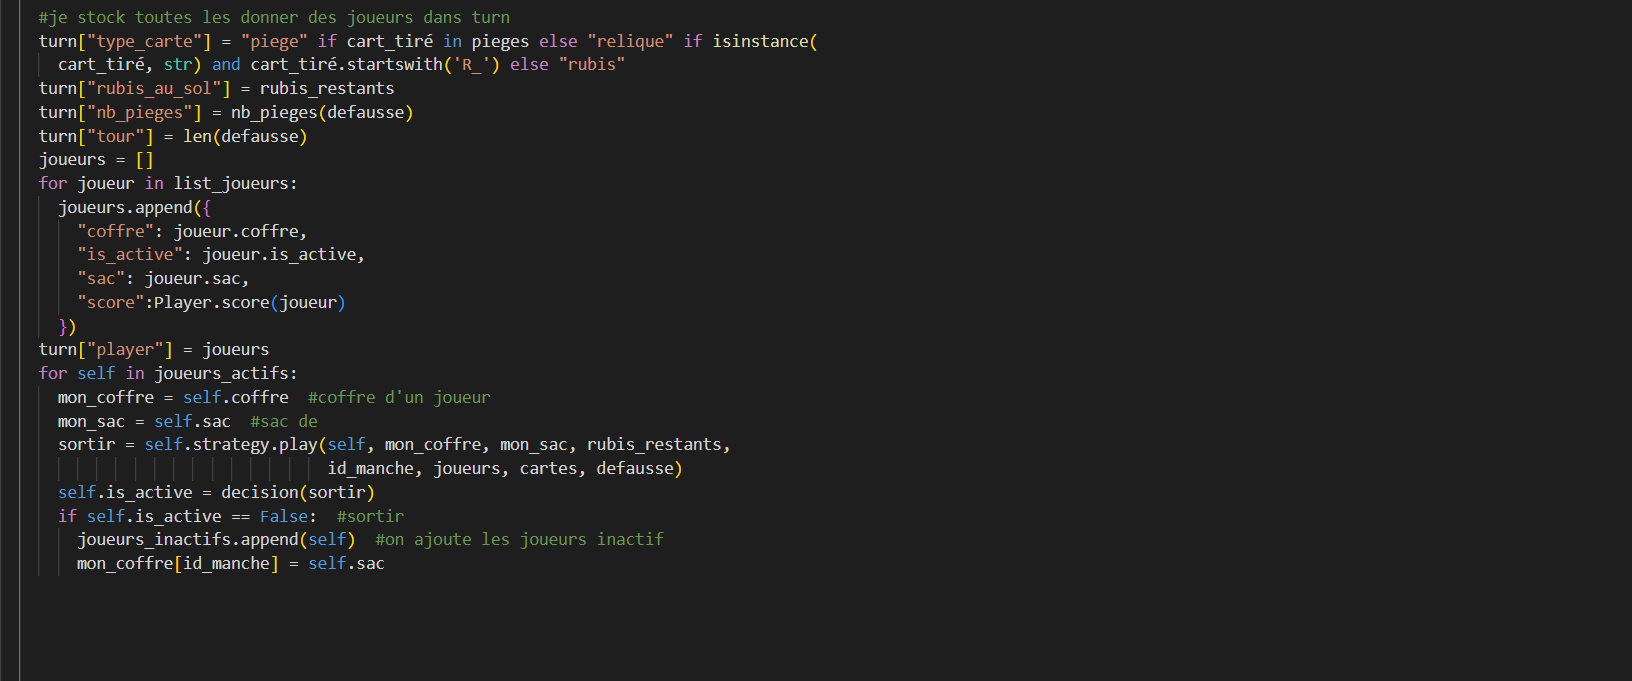 #je stock toutes les donner des joueurs dans turn
turn["type_carte"] = "piege" if cart_tiré in pieges else "relique" if isinstance(
cart_tiré, str) and cart_tiré.startswith('R_') else "rubis"
turn["rubis_au_sol"] = rubis_restants
turn["nb_pieges"] = nb_pieges(defausse)
turn["tour"] = len(defausse)
joueurs = []
for joueur in list_joueurs:
joueurs.append({
"coffre": joueur.coffre,
"is_active": joueur.is_active,
"sac": joueur.sac,
"score":Player.score(joueur)
})
turn["player"] = joueurs
for self in joueurs_actifs:
mon_coffre = self.coffre  #coffre d'un joueur
mon_sac = self.sac  #sac de
sortir = self.strategy.play(self, mon_coffre, mon_sac, rubis_restants,
id_manche, joueurs, cartes, defausse)
self.is_active = decision(sortir)
if self.is_active == False:  #sortir
joueurs_inactifs.append(self)  #on ajoute les joueurs inactif
mon_coffre[id_manche] = self.sac